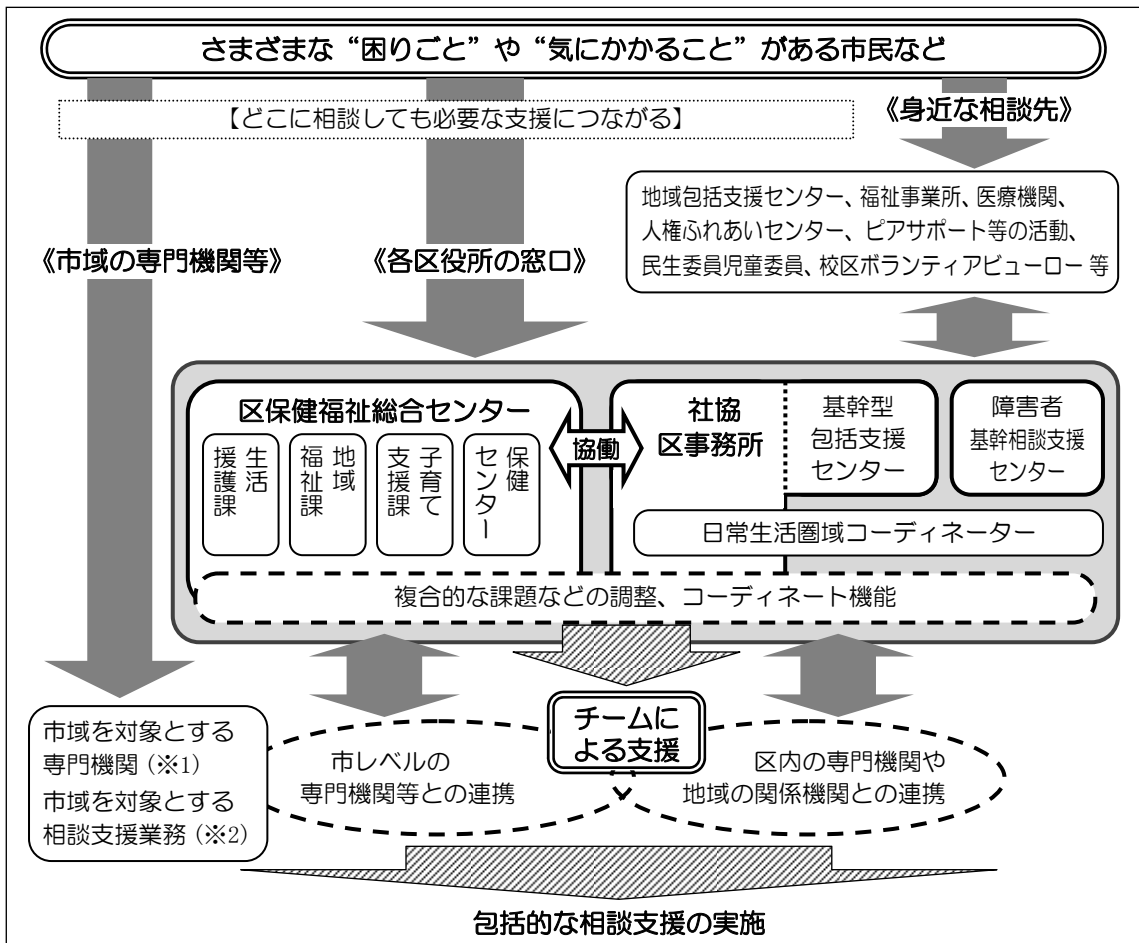 さまざまな“困りごと”や“気にかかること”がある市民など
【どこに相談しても必要な支援につながる】
《身近な相談先》
地域包括支援センター、福祉事業所、医療機関、
人権ふれあいセンター、ピアサポート等の活動、
民生委員児童委員、校区ボランティアビューロー 等
《市域の専門機関等》
《各区役所の窓口》
区保健福祉総合センター
生活
援護課
地域
福祉課
子育て
支援課
保健
センター
協働
社協
区事務所
基幹型
包括支援
センター
障害者
基幹相談支援
センター
日常生活圏域コーディネーター
複合的な課題などの調整、コーディネート機能
チームに
よる支援
市域を対象とする
専門機関(※1)
市域を対象とする
相談支援業務(※2)
市レベルの
専門機関等との連携
区内の専門機関や
地域の関係機関との連携
包括的な相談支援の実施